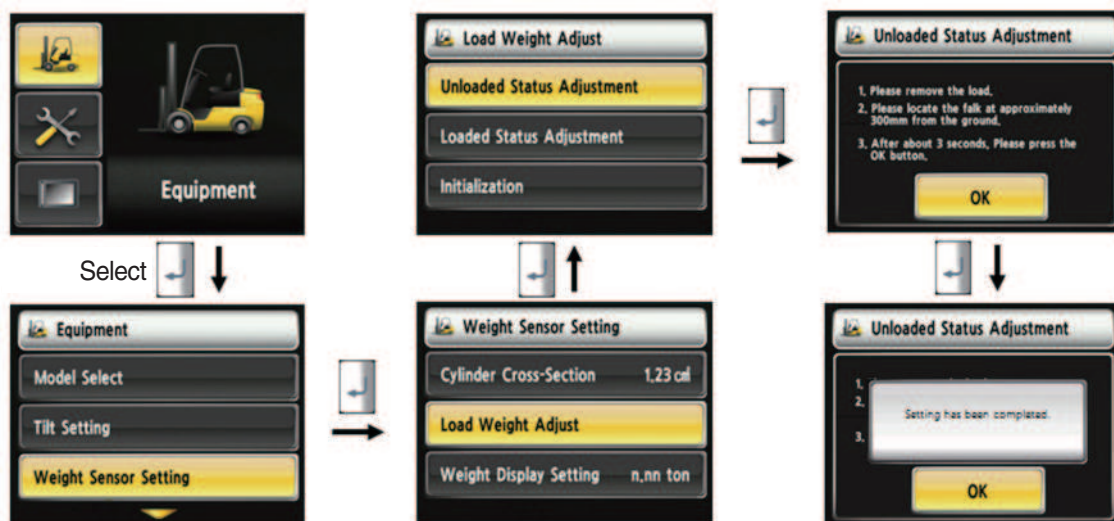 Equipment
Select
Equipment
Model Select
Tilt Setting
Weight Sensor Setting
Weight Sensor Setting
Cylinder Cross-Section 1,23 ㎠
Load Weight Adjust
Weight Display Setting n,nn ton
Load Weight Adjust
Unloaded Status Adjustment
Loaded Status Adjustment
Initialization
Unloaded Status Adjustment
1, Please remove the load,
2, Please locate the falk at approximately
300mm from the ground,
3, After about 3 seconds, Please press the
OK button,
OK
Unloaded Status Adjustment
1,
2,
3,
Setting has been completed.
OK